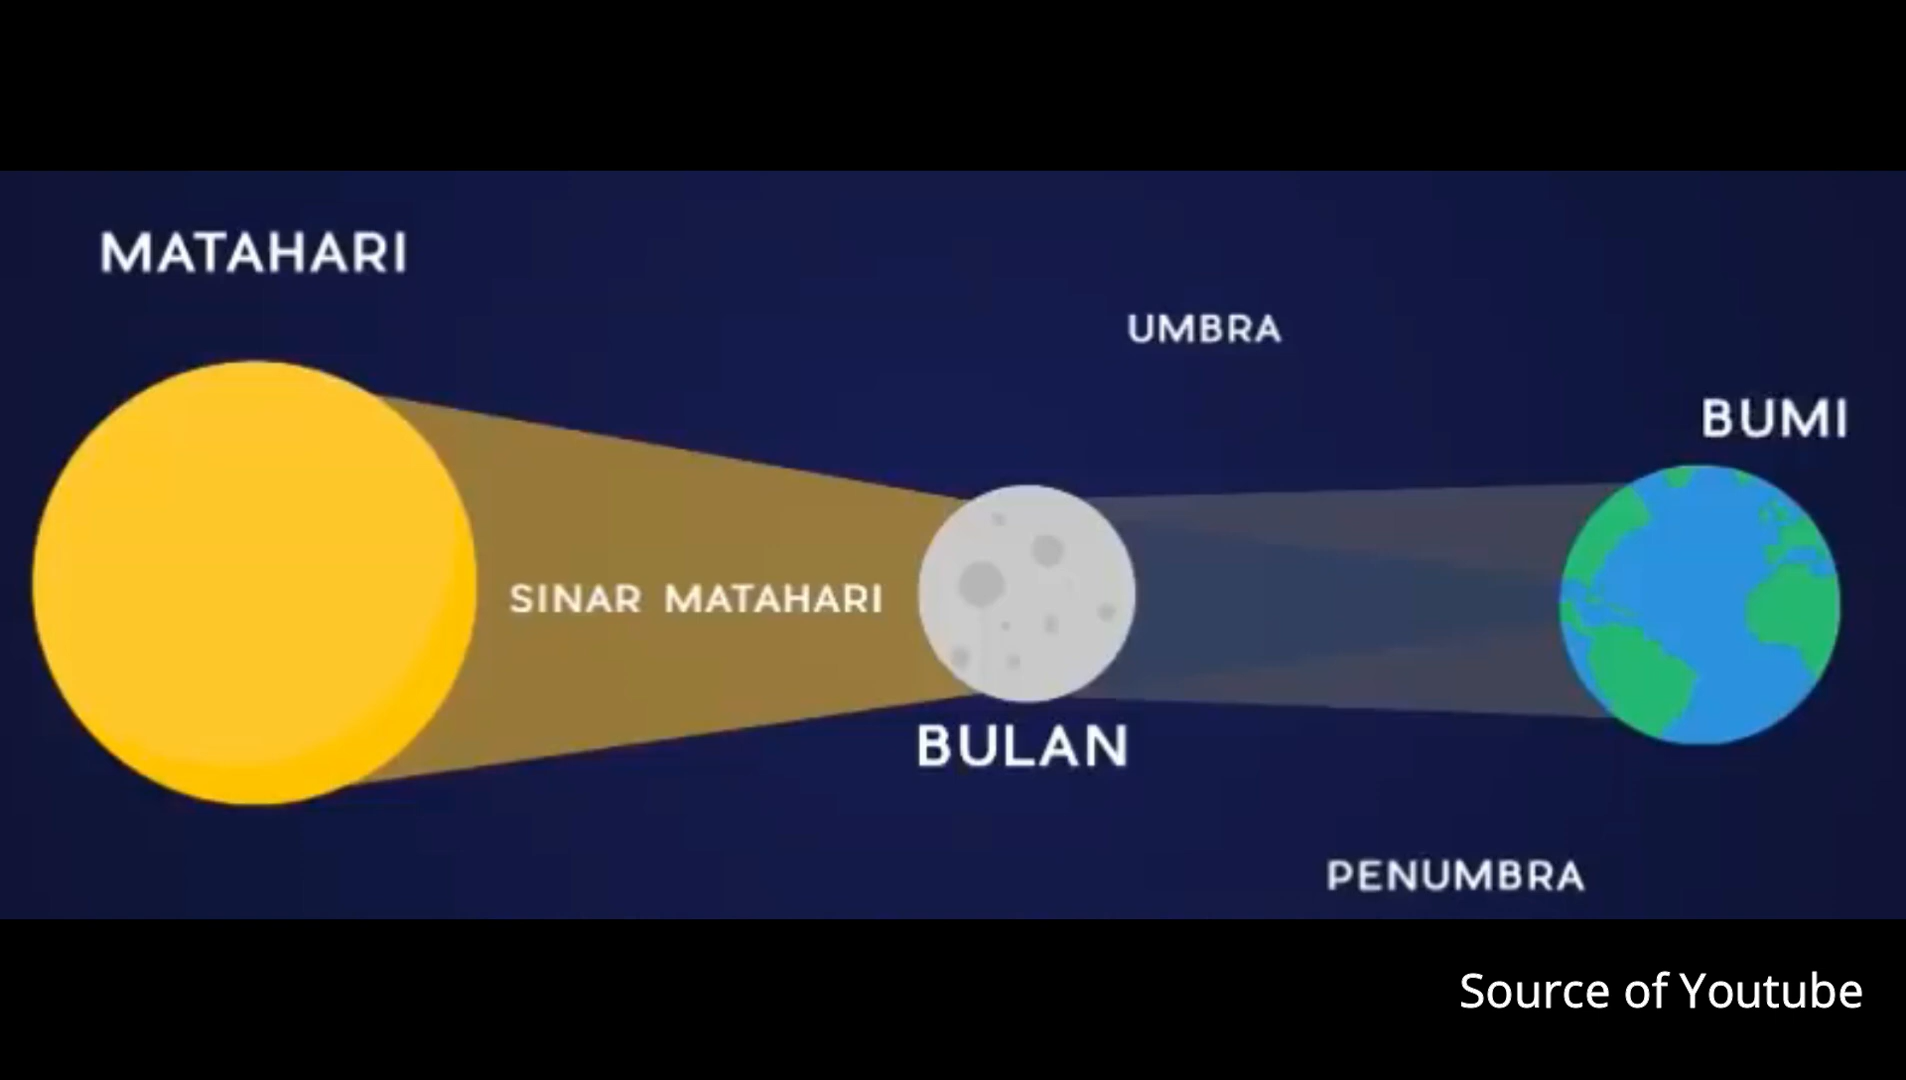 MATAHARI
UMBRA
BUMI
SINAR MATAHARI
BULAN
PENUMBRA
Source of Youtube